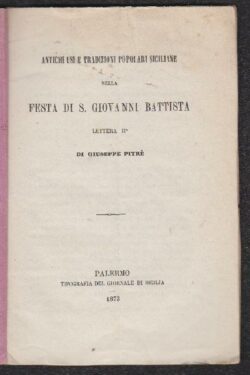 ANTICHI USI E TRADIZIONI POPOLARI SICILIANE
NELLA
FESTA DI S. GIOVANNI BATTISTA
LETTERA IIª
DI GIUSEPPE PITRÈ
PALERMO
TIPOGRAFIA DEL GIORNALE DI SICILIA
1873